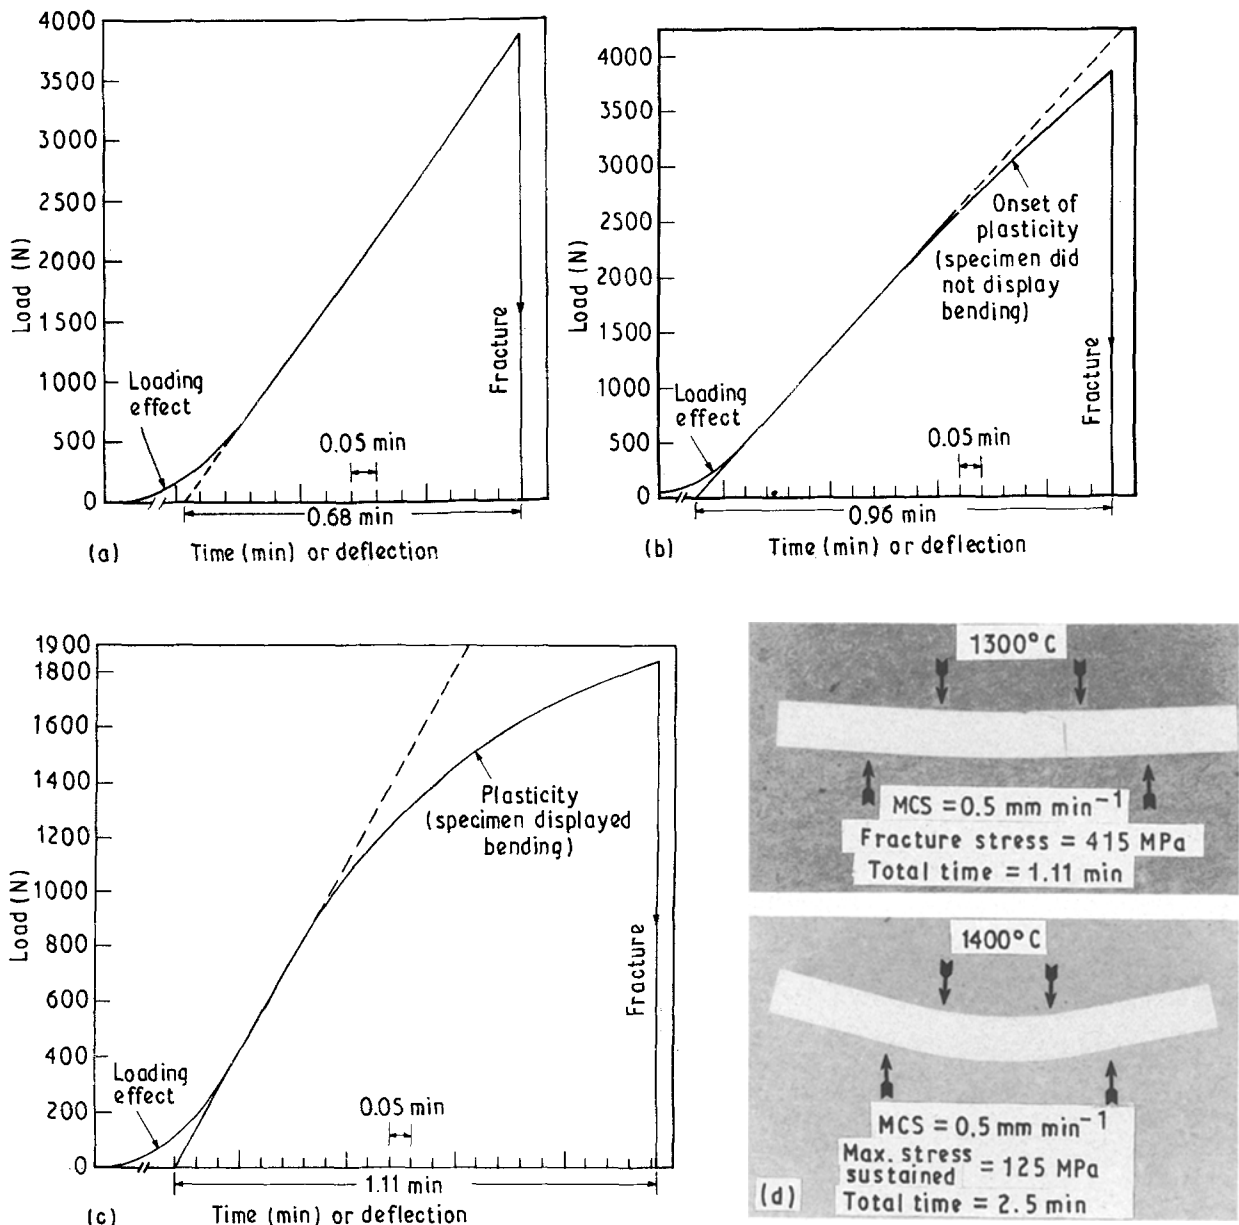 4000
3500
3000
2500
2000
1500
1000
500
0
Load (N)
Loading
effect
0.05 min
Fracture
0.68 min
(a)
Time (min) or deflection
4000
3500
3000
2500
2000
1500
1000
500
0
Load (N)
Onset of
plasticity
(specimen did
not display
bending)
Loading
effect
0.05 min
Fracture
0.96 min
(b)
Time (min) or deflection
1900
1800
1600
1400
1200
1000
800
600
400
200
0
Load (N)
Plasticity
(specimen displayed
bending)
Loading
effect
0.05 min
Fracture
1.11 min
(c)
Time (min) or deflection
1300°C
MCS = 0.5 mm min⁻¹
Fracture stress = 415 MPa
Total time = 1.11 min
1400°C
MCS = 0.5 mm min⁻¹
Max. stress
sustained = 125 MPa
Total time = 2.5 min
(d)